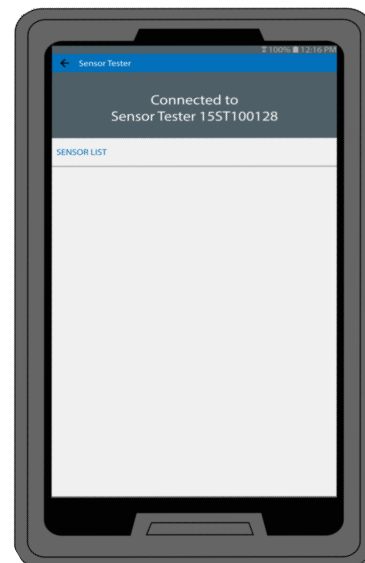 100% 12:16 PM
Sensor Tester
Connected to
Sensor Tester 15ST100128
SENSOR LIST